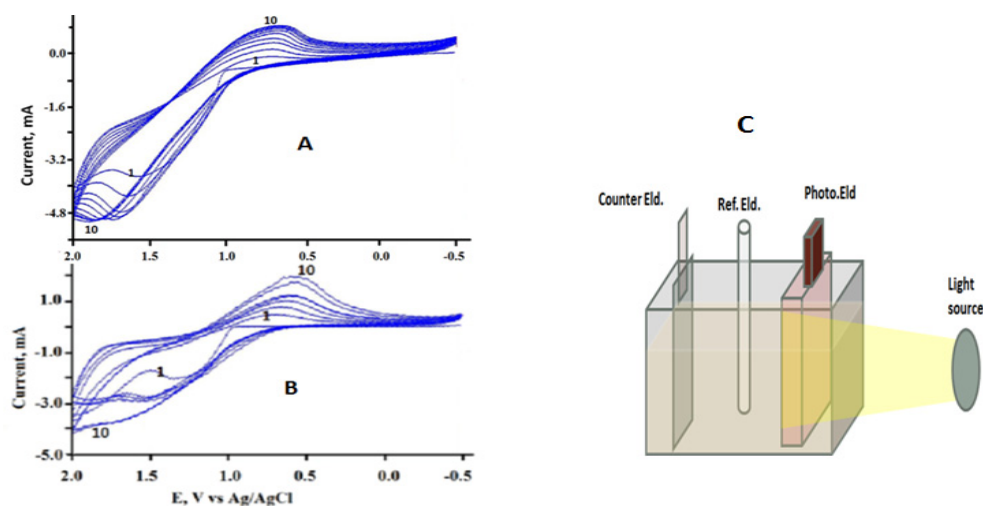 10
0.0
1
-1.6
A
Current, mA
-3.2
1
-4.8
10
2.0 1.5 1.0 0.5 0.0 -0.5
10
1.0
1
-1.0
1
Current, mA
B
-3.0
10
-5.0
2.0 1.5 1.0 0.5 0.0 -0.5
E, V vs Ag/AgCl
C
Counter Eld.
Ref. Eld.
Photo.Eld
Light
source